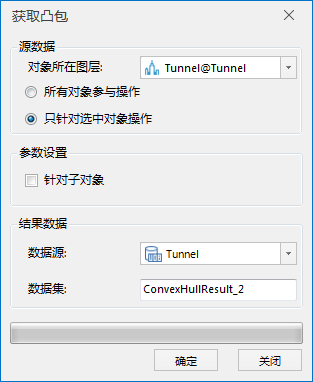 获取凸包
源数据
对象所在图层: Tunnel@Tunnel
所有对象参与操作
只针对选中对象操作
参数设置
针对子对象
结果数据
数据源: Tunnel
数据集: ConvexHullResult_2
确定 关闭